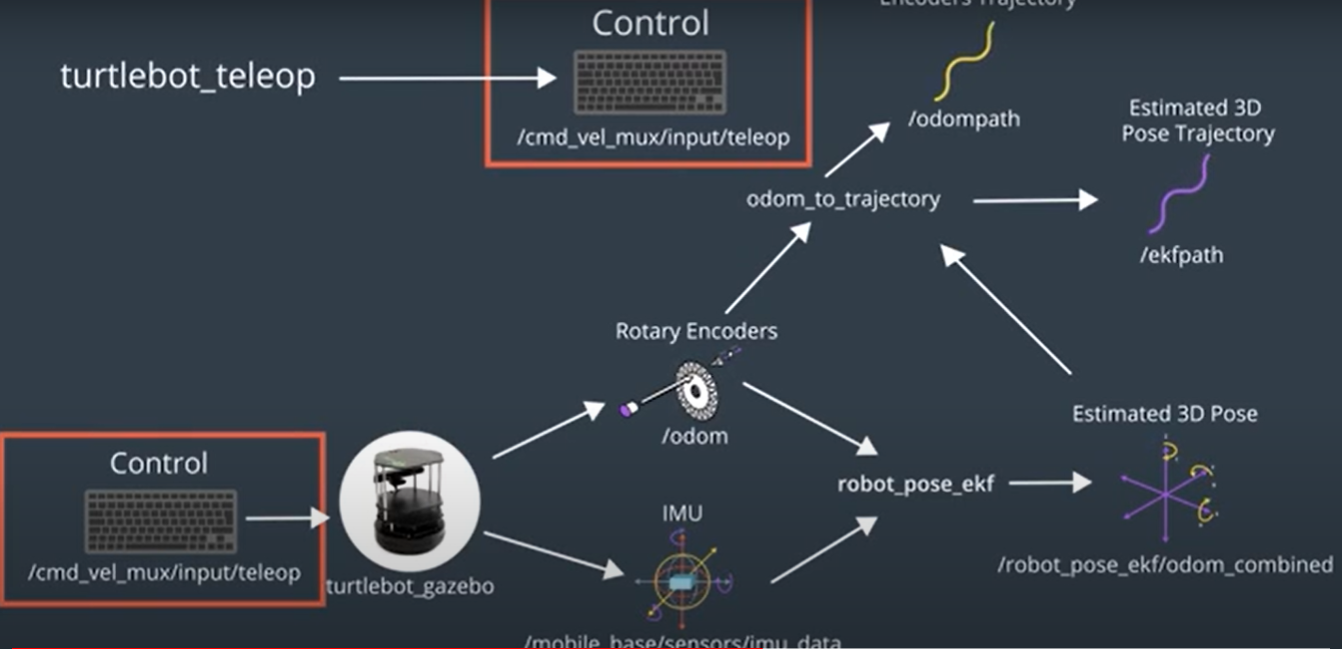 Encoders Trajectory
Control
turtlebot_teleop
/cmd_vel_mux/input/teleop
/odompath
Estimated 3D
Pose Trajectory
odom_to_trajectory
/ekfpath
Rotary Encoders
/odom
Estimated 3D Pose
Control
robot_pose_ekf
IMU
/cmd_vel_mux/input/teleop
turtlebot_gazebo
/robot_pose_ekf/odom_combined
/mobile_base/sensors/imu_data